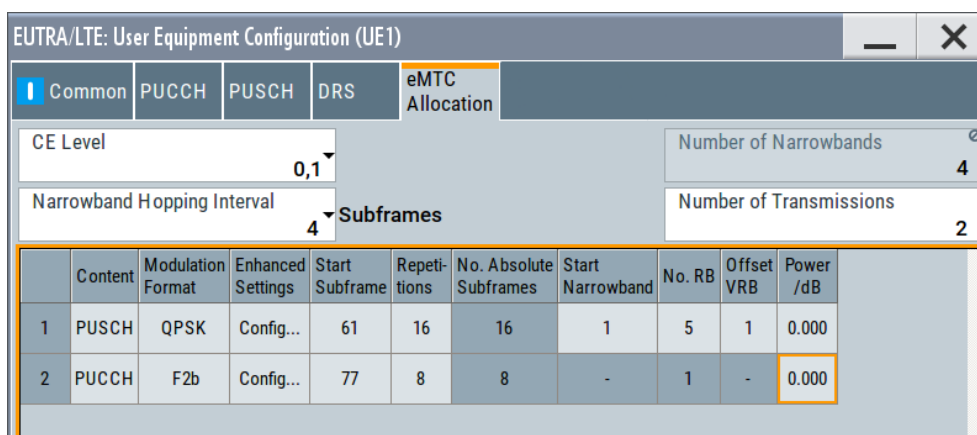 EUTRA/LTE: User Equipment Configuration (UE1)
Common PUCCH PUSCH DRS eMTC Allocation
CE Level
0,1
Number of Narrowbands
4
Narrowband Hopping Interval
4 Subframes
Number of Transmissions
2
Content Modulation Format Enhanced Settings Start Subframe Repeti-tions No. Absolute Subframes Start Narrowband No. RB Offset VRB Power /dB
1 PUSCH QPSK Config... 61 16 16 1 5 1 0.000
2 PUCCH F2b Config... 77 8 8 - 1 - 0.000